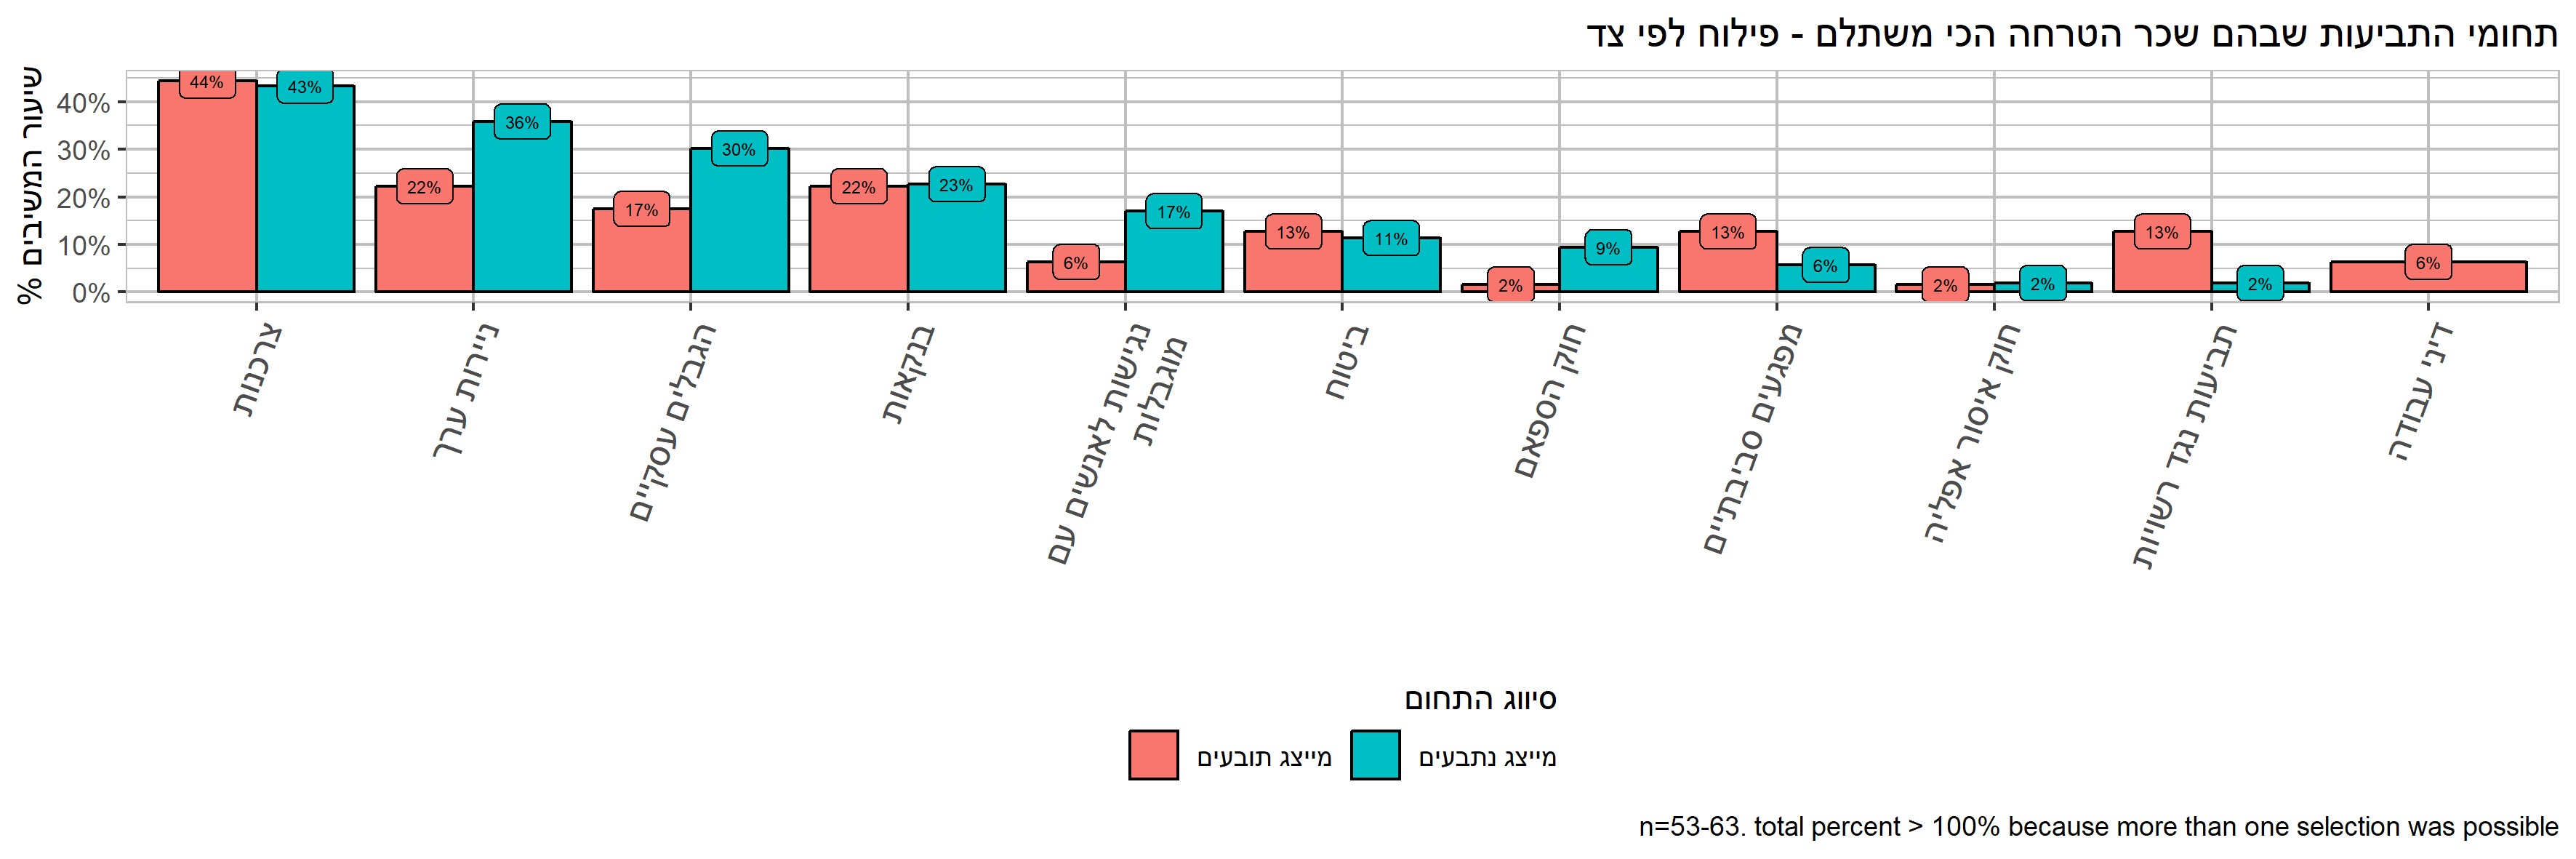 תחומי התביעות שבהם שכר הטרחה הכי משתלם - פילוח לפי צד
% שיעור המשיבים
40%
30%
20%
10%
0%
44%
43%
22%
36%
17%
30%
22%
23%
6%
17%
13%
11%
2%
9%
13%
6%
2%
2%
13%
2%
6%
צרכנות
ניירות ערך
הגבלים עסקיים
בנקאות
נגישות לאנשים עם
מוגבלות
ביטוח
חוק הספאם
מפגעים סביבתיים
חוק איסור אפליה
תביעות נגד רשויות
דיני עבודה
סיווג התחום
מייצג תובעים
מייצג נתבעים
n=53-63. total percent > 100% because more than one selection was possible